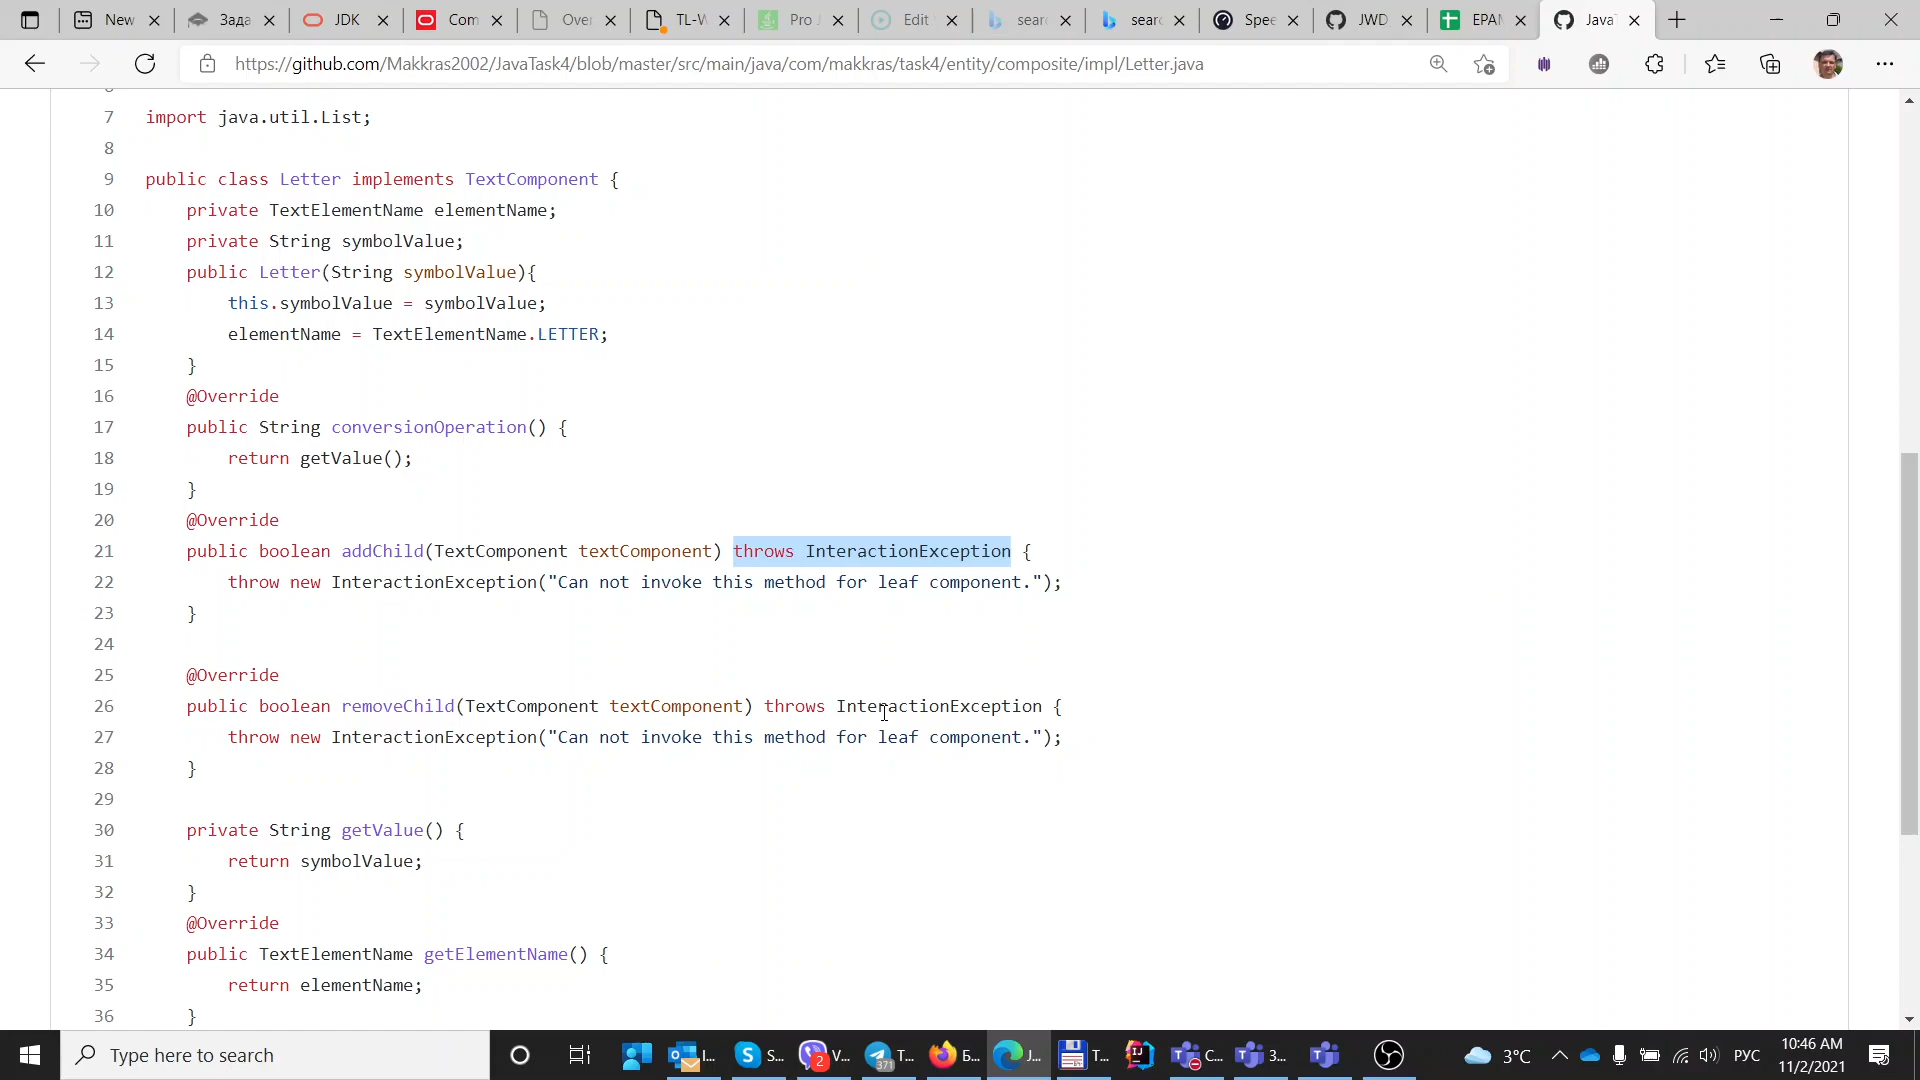 New
Зада
JDK
Com
Over
TL-W
Pro J
Edit
searc
searc
Spee
JWD
EPAM
JavaT
https://github.com/Makkras2002/JavaTask4/blob/master/src/main/java/com/makkras/task4/entity/composite/impl/Letter.java
7 import java.util.List;
8
9 public class Letter implements TextComponent {
10 private TextElementName elementName;
11 private String symbolValue;
12 public Letter(String symbolValue){
13 this.symbolValue = symbolValue;
14 elementName = TextElementName.LETTER;
15 }
16 @Override
17 public String conversionOperation() {
18 return getValue();
19 }
20 @Override
21 public boolean addChild(TextComponent textComponent) throws InteractionException {
22 throw new InteractionException("Can not invoke this method for leaf component.");
23 }
24
25 @Override
26 public boolean removeChild(TextComponent textComponent) throws InteractionException {
27 throw new InteractionException("Can not invoke this method for leaf component.");
28 }
29
30 private String getValue() {
31 return symbolValue;
32 }
33 @Override
34 public TextElementName getElementName() {
35 return elementName;
36 }
Type here to search
I...
S...
V...
2
T...
371
Б...
J...
T...
C...
З...
3°C
РУС
10:46 AM
11/2/2021